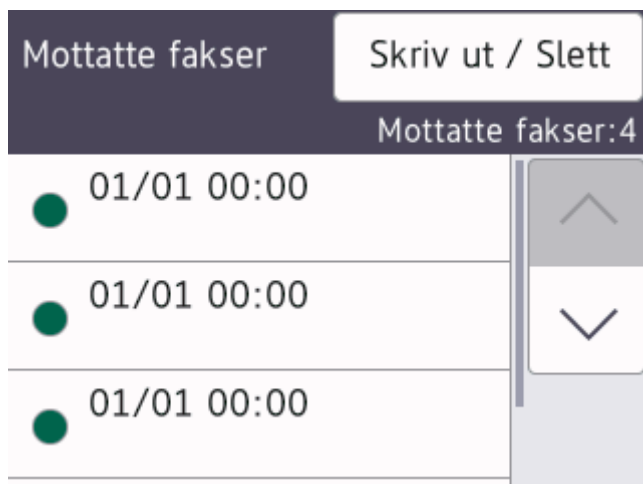 Mottatte fakser
Skriv ut / Slett
Mottatte fakser:4
01/01 00:00
01/01 00:00
01/01 00:00